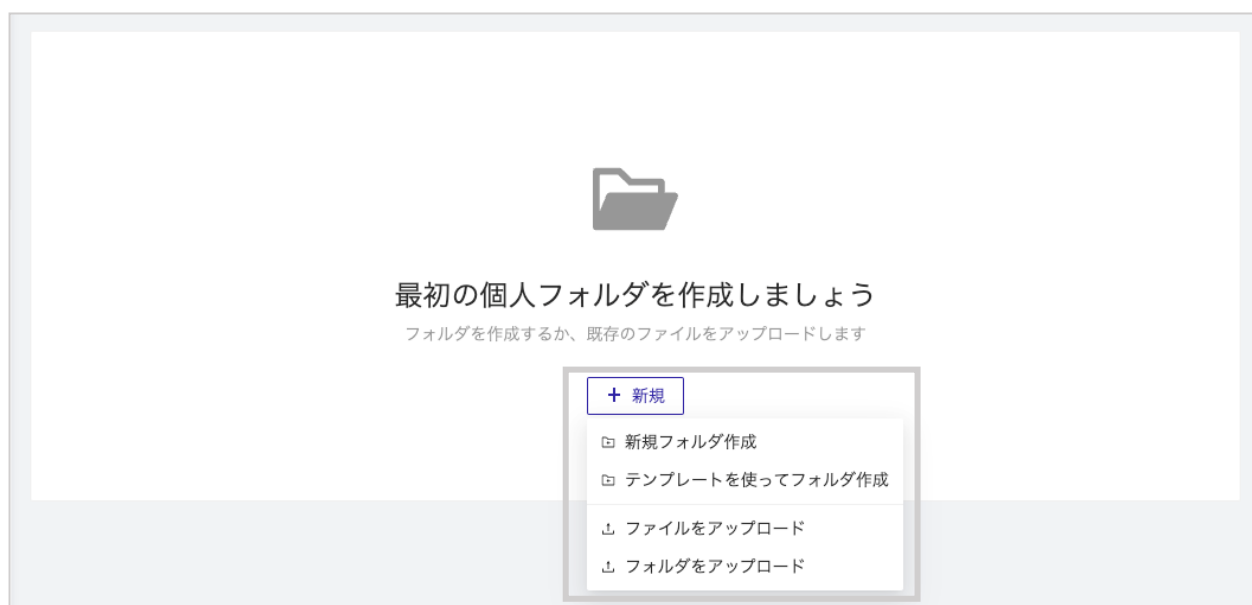 最初の個人フォルダを作成しましょう
フォルダを作成するか、既存のファイルをアップロードします
+ 新規
新規フォルダ作成
テンプレートを使ってフォルダ作成
ファイルをアップロード
フォルダをアップロード